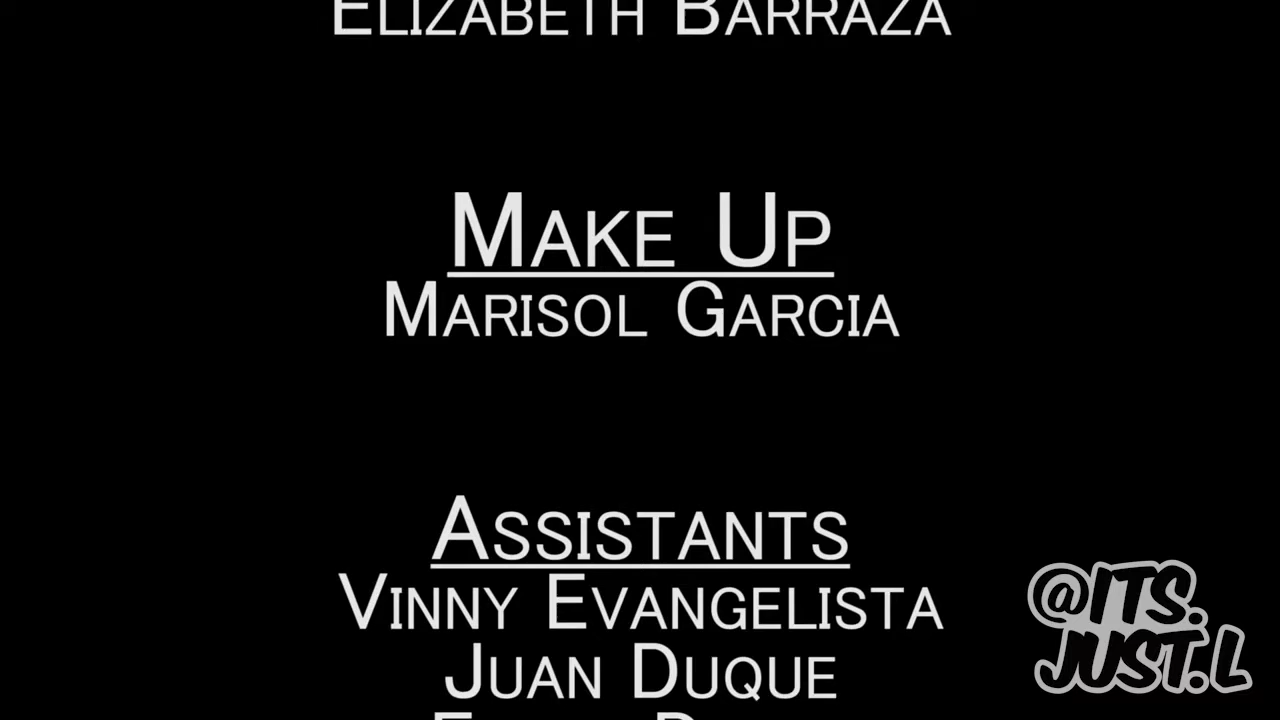 Elizabeth Barraza
Make Up
Marisol Garcia
Assistants
Vinny Evangelista
Juan Duque
@ITS.
JUST.L